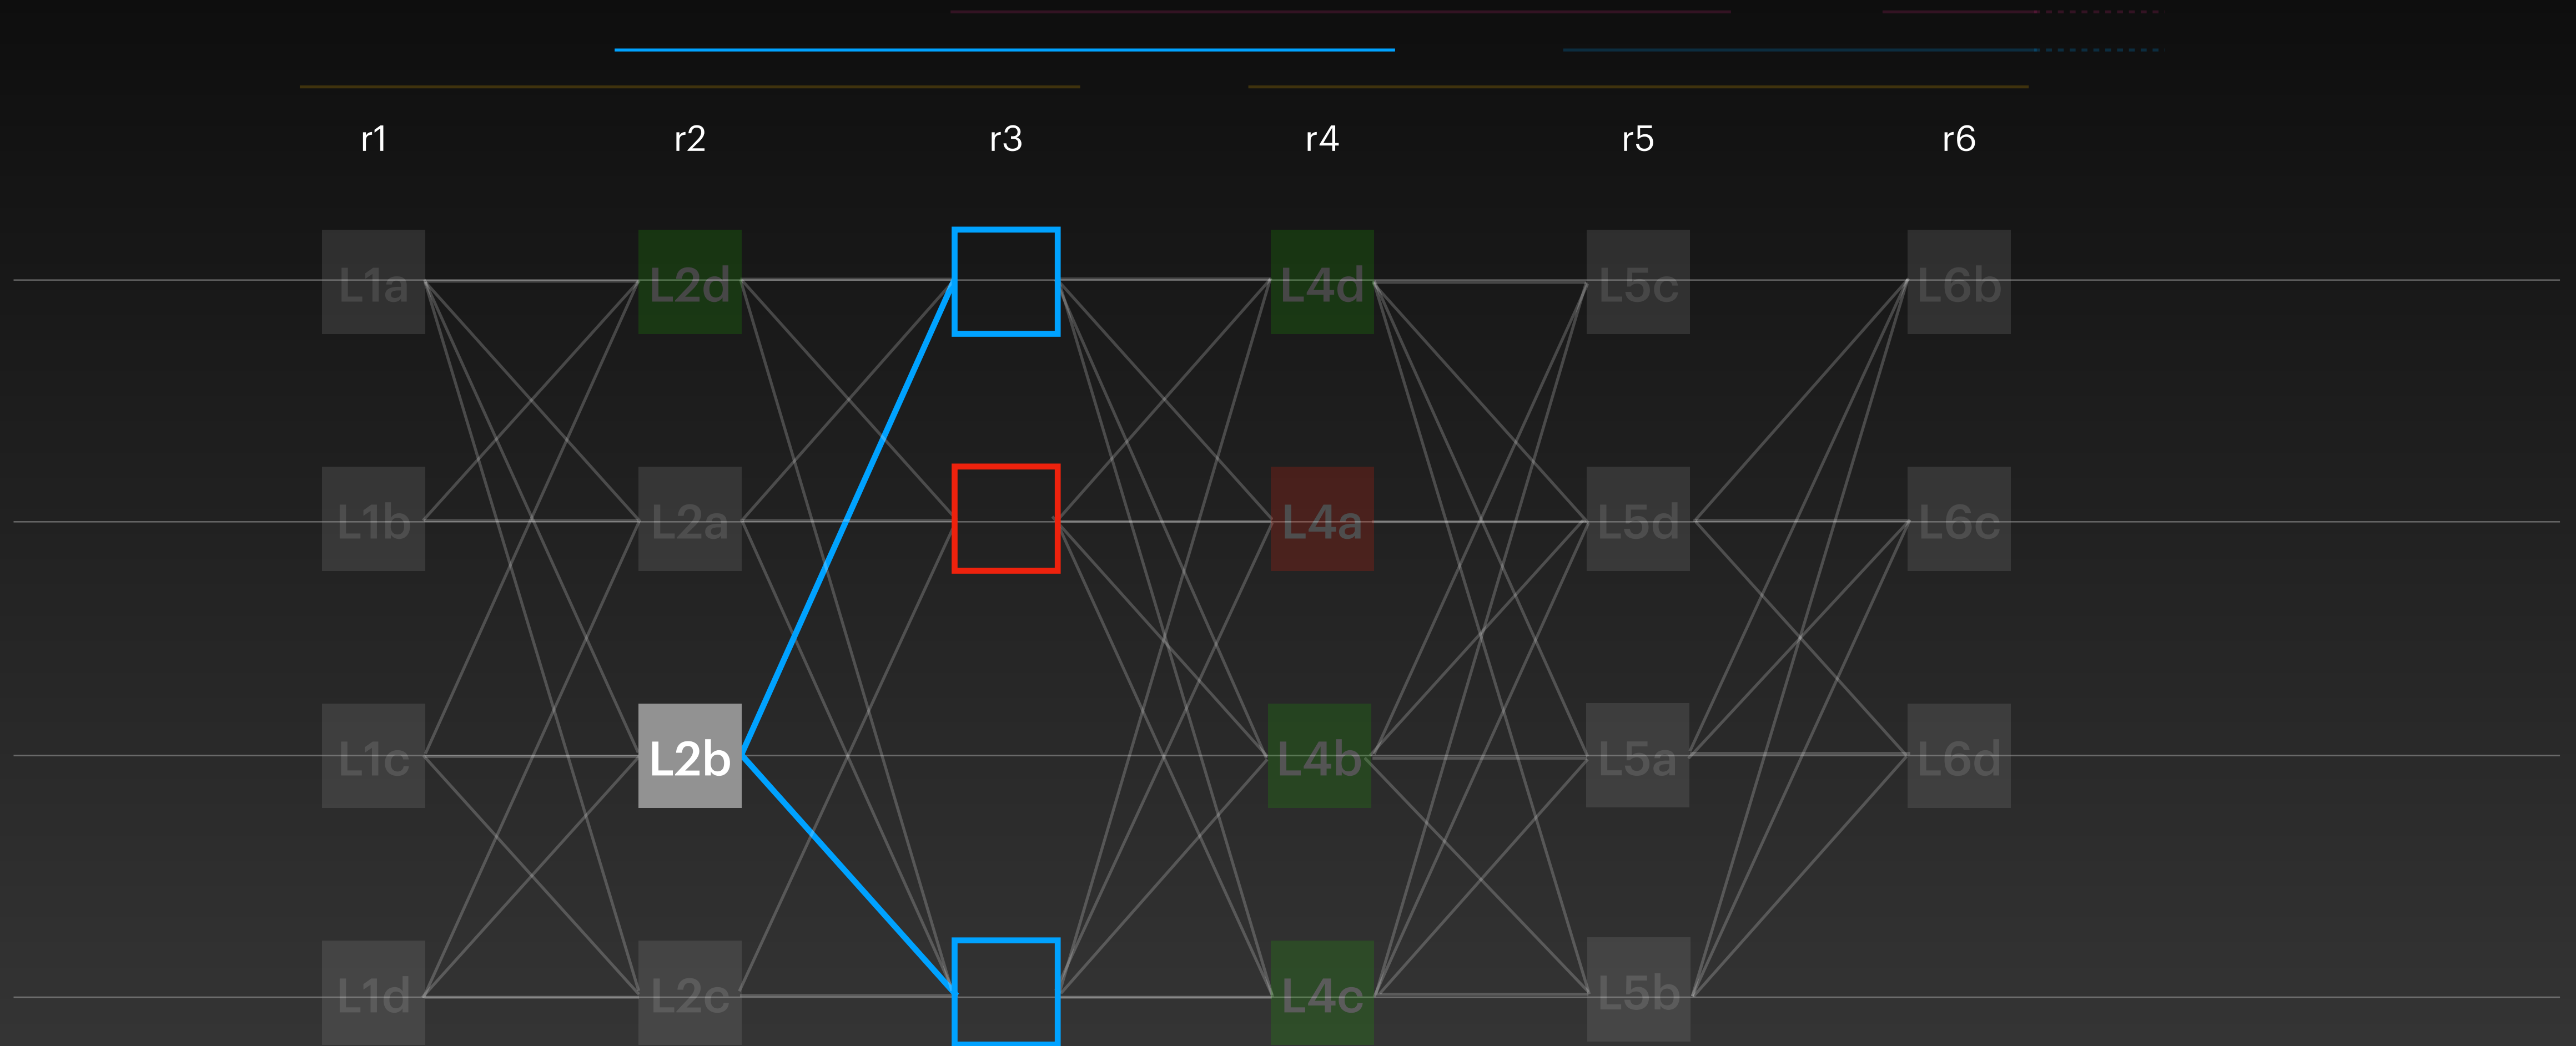 r1 r2 r3 r4 r5 r6
L1a L2d L4d L5c L6b
L1b L2a L4a L5d L6c
L1c L2b L4b L5a L6d
L1d L2c L4c L5b